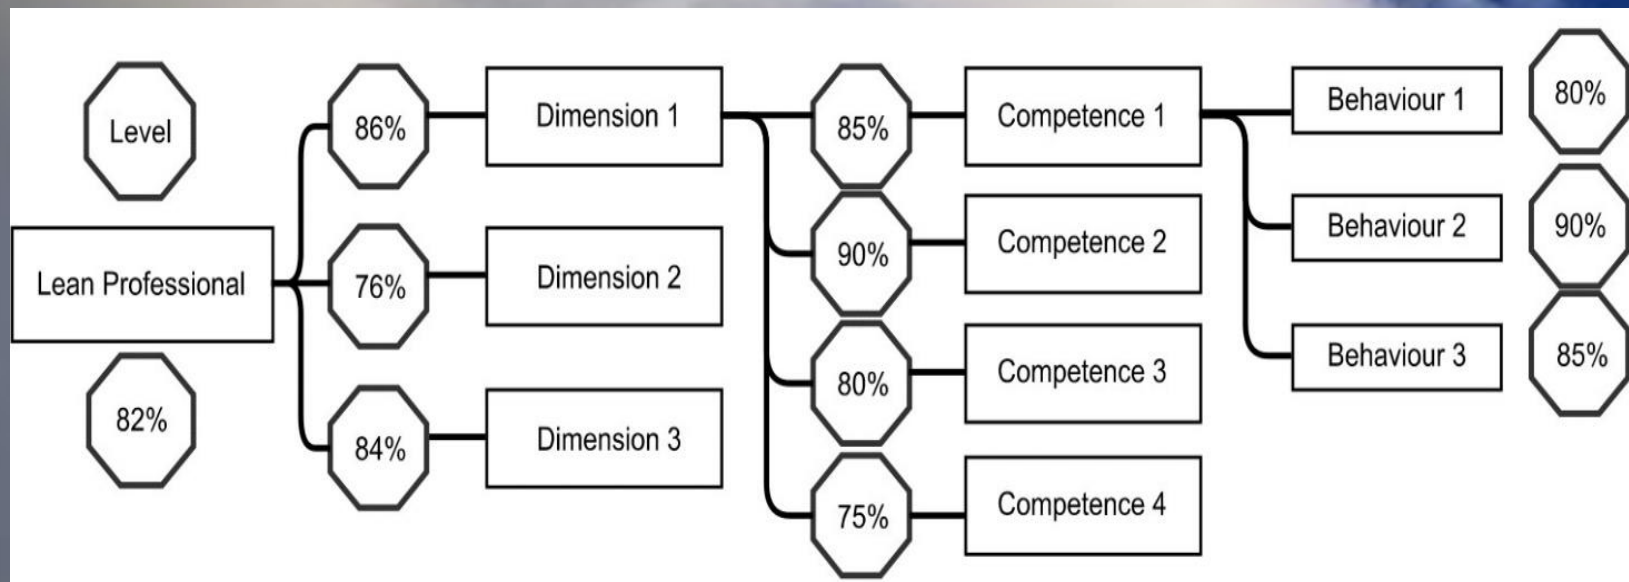 Level
Lean Professional
82%
86%
Dimension 1
76%
Dimension 2
84%
Dimension 3
85%
Competence 1
90%
Competence 2
80%
Competence 3
75%
Competence 4
Behaviour 1
80%
Behaviour 2
90%
Behaviour 3
85%